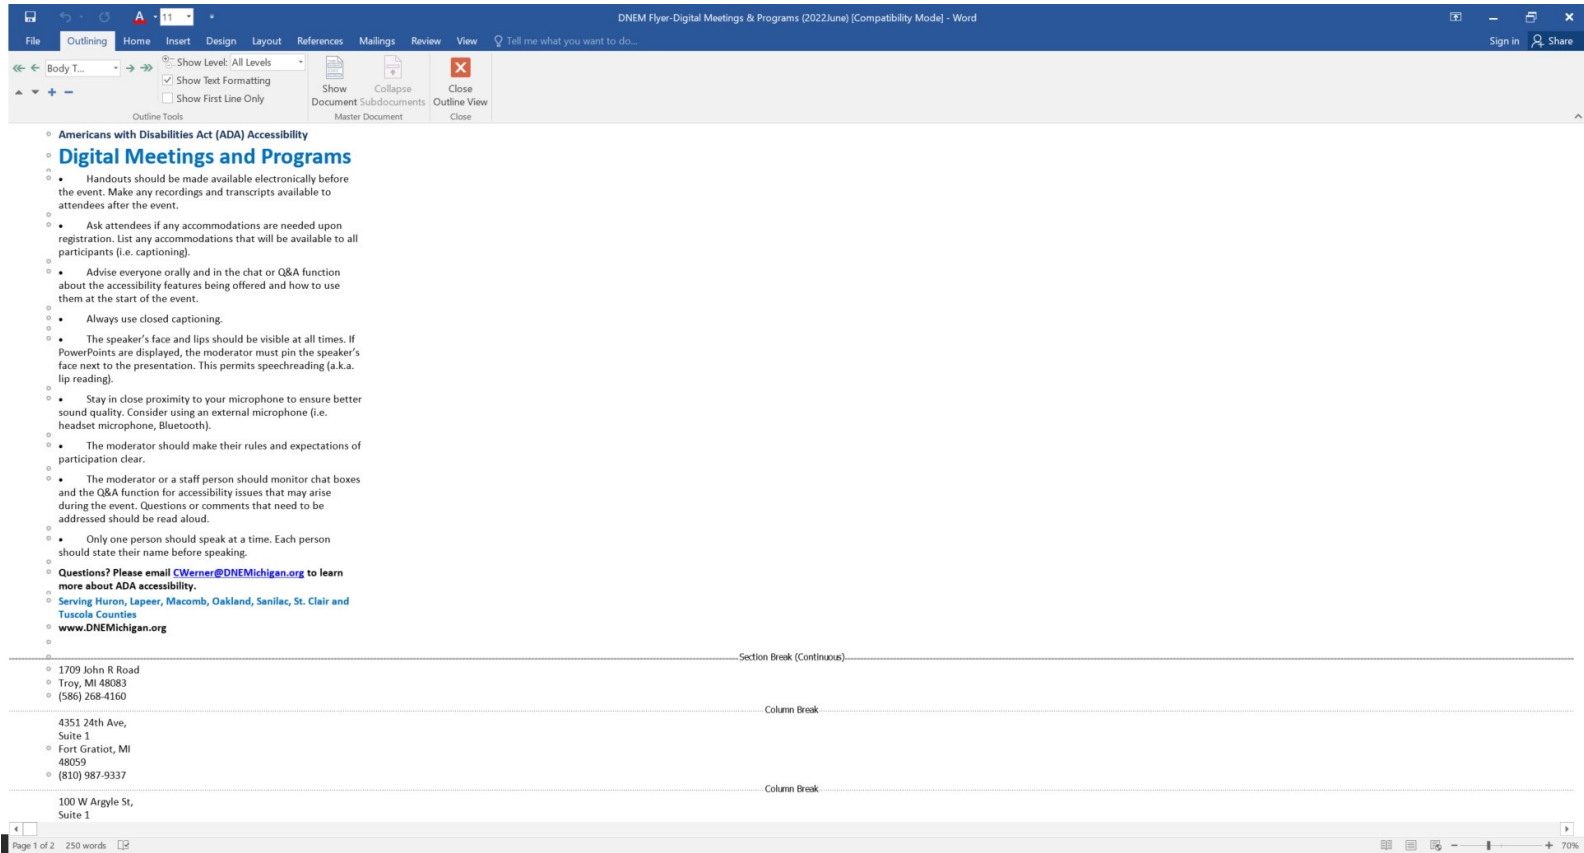 A 11 DNEM Flyer-Digital Meetings & Programs (2022June) [Compatibility Mode] - Word
File Outlining Home Insert Design Layout References Mailings Review View Tell me what you want to do... Sign in Share
Body T... Show Level: All Levels
Show Text Formatting
Show First Line Only
Show Document
Collapse Subdocuments
Close Outline View
Outline Tools Master Document Close
Americans with Disabilities Act (ADA) Accessibility
Digital Meetings and Programs
• Handouts should be made available electronically before
the event. Make any recordings and transcripts available to
attendees after the event.
• Ask attendees if any accommodations are needed upon
registration. List any accommodations that will be available to all
participants (i.e. captioning).
• Advise everyone orally and in the chat or Q&A function
about the accessibility features being offered and how to use
them at the start of the event.
• Always use closed captioning.
• The speaker's face and lips should be visible at all times. If
PowerPoints are displayed, the moderator must pin the speaker's
face next to the presentation. This permits speechreading (a.k.a.
lip reading).
• Stay in close proximity to your microphone to ensure better
sound quality. Consider using an external microphone (i.e.
headset microphone, Bluetooth).
• The moderator should make their rules and expectations of
participation clear.
• The moderator or a staff person should monitor chat boxes
and the Q&A function for accessibility issues that may arise
during the event. Questions or comments that need to be
addressed should be read aloud.
• Only one person should speak at a time. Each person
should state their name before speaking.
Questions? Please email CWerner@DNEMichigan.org to learn
more about ADA accessibility.
Serving Huron, Lapeer, Macomb, Oakland, Sanilac, St. Clair and
Tuscola Counties
www.DNEMichigan.org
Section Break (Continuous)
1709 John R Road
Troy, MI 48083
(586) 268-4160
Column Break
4351 24th Ave,
Suite 1
Fort Gratiot, MI
48059
(810) 987-9337
Column Break
100 W Argyle St,
Suite 1
Page 1 of 2 250 words 70%